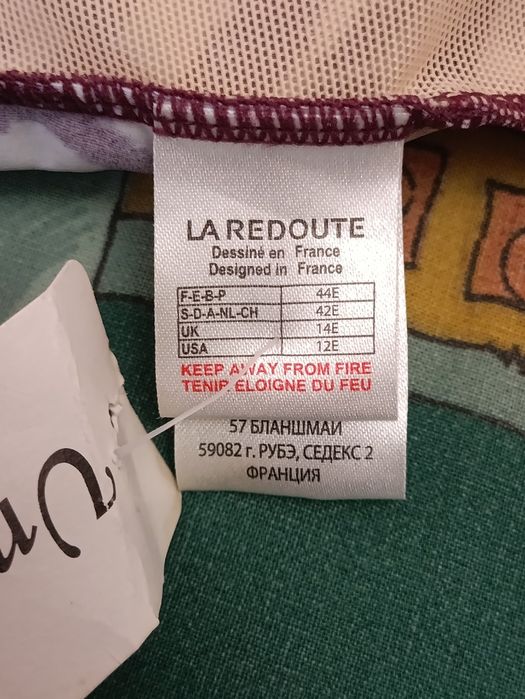 LA REDOUTE
Dessiné en France
Designed in France
F-E-B-P 44E
S-D-A-NL-CH 42E
UK 14E
USA 12E
KEEP AWAY FROM FIRE
TENIR ELOIGNE DU FEU
57 БЛАНШМАЙ
59082 г. РУБЭ, СЕДЕКС 2
ФРАНЦИЯ